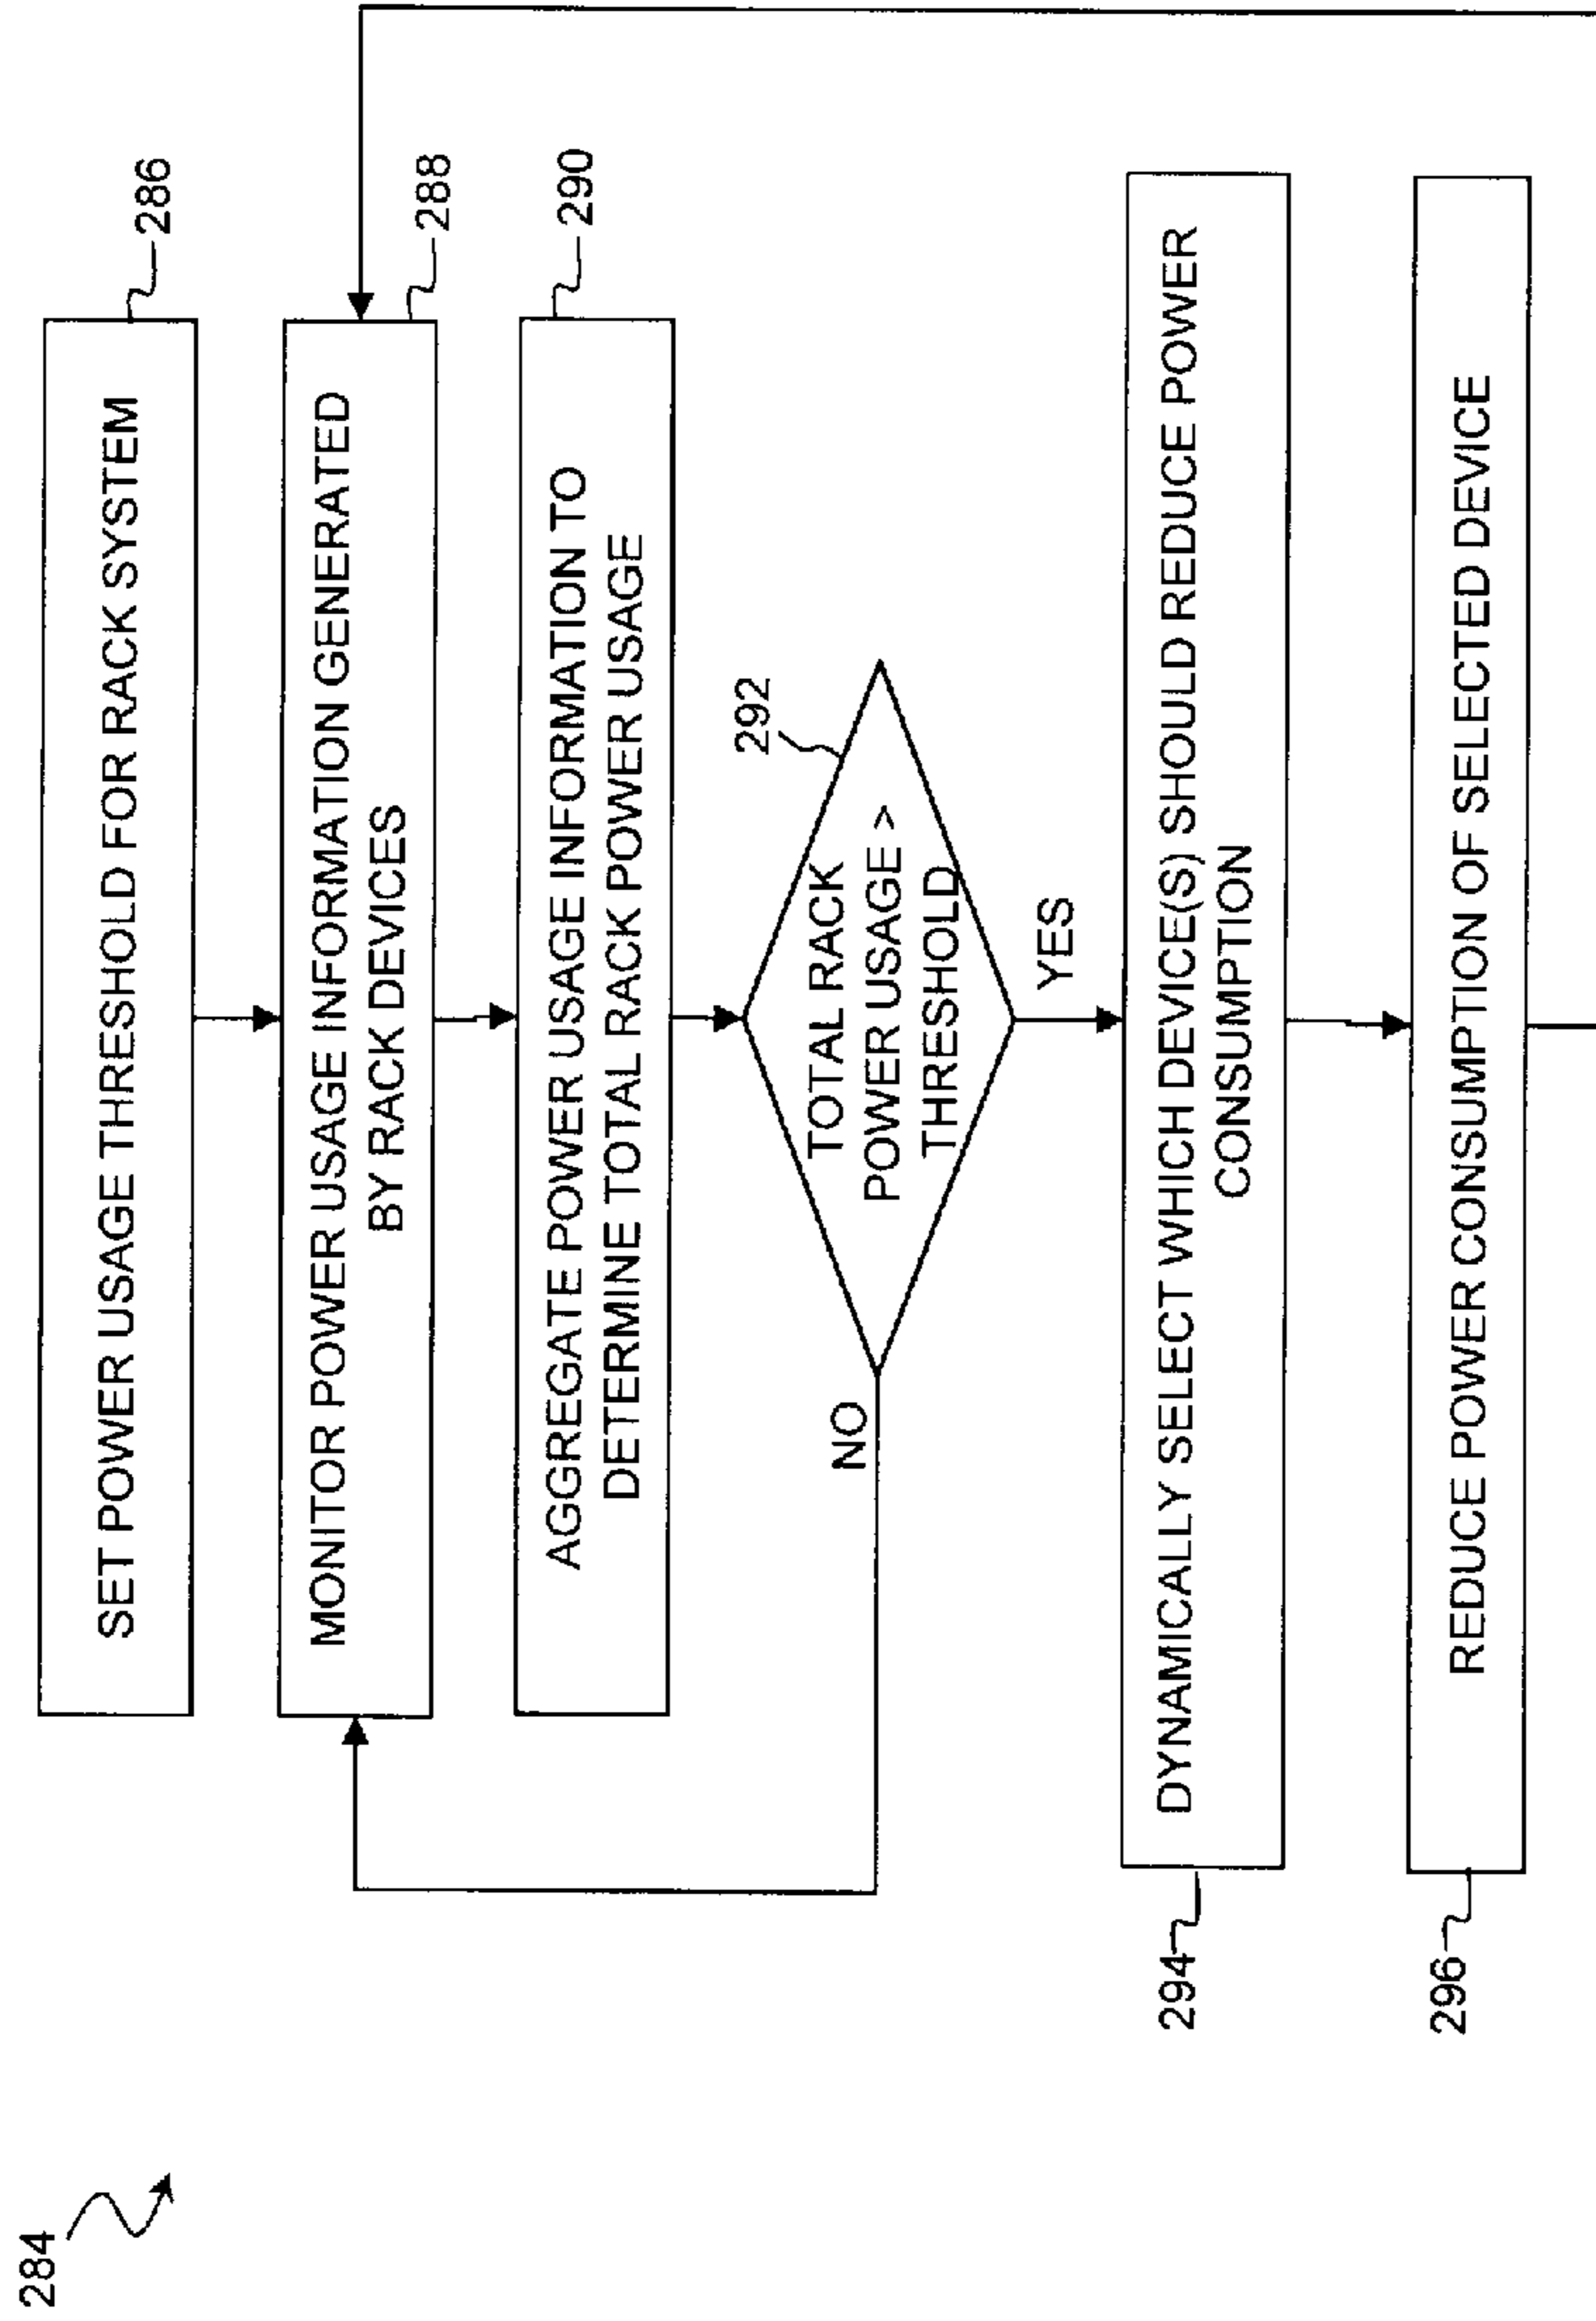 284
SET POWER USAGE THRESHOLD FOR RACK SYSTEM
286
MONITOR POWER USAGE INFORMATION GENERATED
BY RACK DEVICES
288
AGGREGATE POWER USAGE INFORMATION TO
DETERMINE TOTAL RACK POWER USAGE
290
292
TOTAL RACK
POWER USAGE >
THRESHOLD
NO
YES
294
DYNAMICALLY SELECT WHICH DEVICE(S) SHOULD REDUCE POWER
CONSUMPTION
296
REDUCE POWER CONSUMPTION OF SELECTED DEVICE